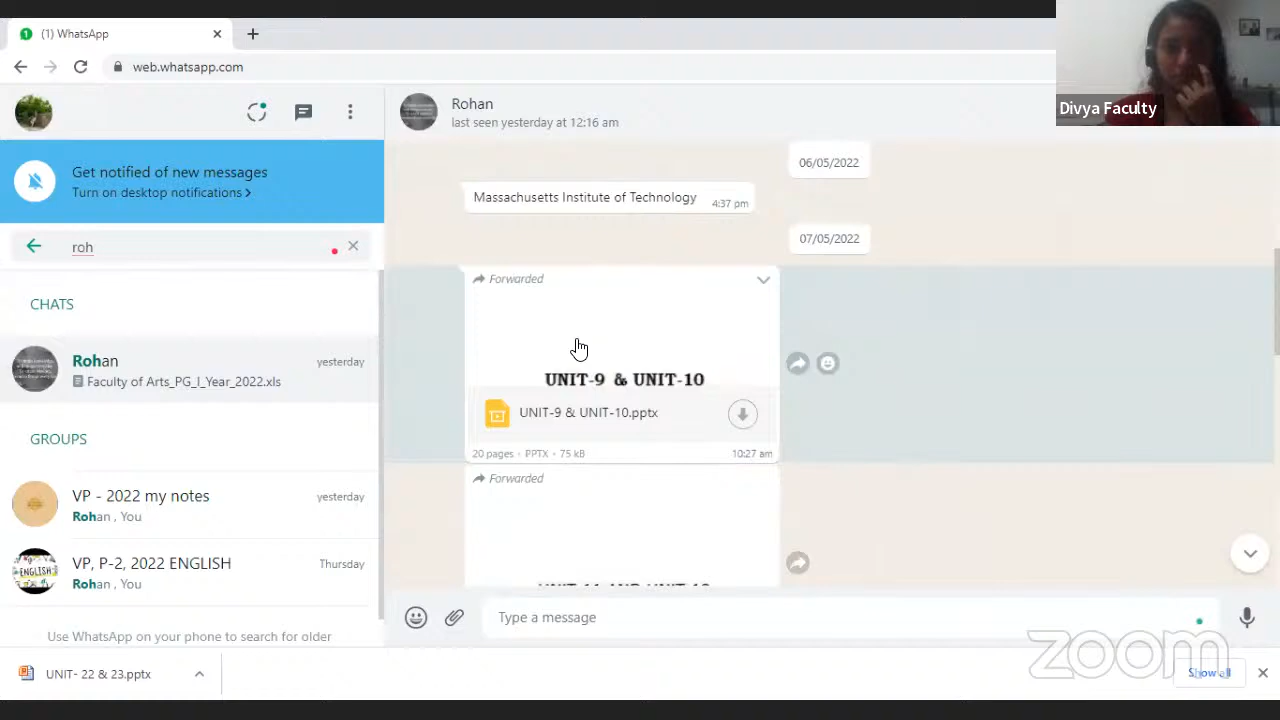 (1) WhatsApp
web.whatsapp.com
Divya Faculty
Get notified of new messages
Turn on desktop notifications >
roh
CHATS
Rohan
yesterday
Faculty of Arts_PG_I_Year_2022.xls
GROUPS
VP - 2022 my notes
yesterday
Rohan , You
ENGLISH
VP, P-2, 2022 ENGLISH
Thursday
Rohan , You
Use WhatsApp on your phone to search for older
Rohan
last seen yesterday at 12:16 am
06/05/2022
Massachusetts Institute of Technology
4:37 pm
07/05/2022
Forwarded
UNIT-9 & UNIT-10
UNIT-9 & UNIT-10.pptx
20 pages • PPTX • 75 kB
10:27 am
Forwarded
Type a message
zoom
UNIT- 22 & 23.pptx
Show all